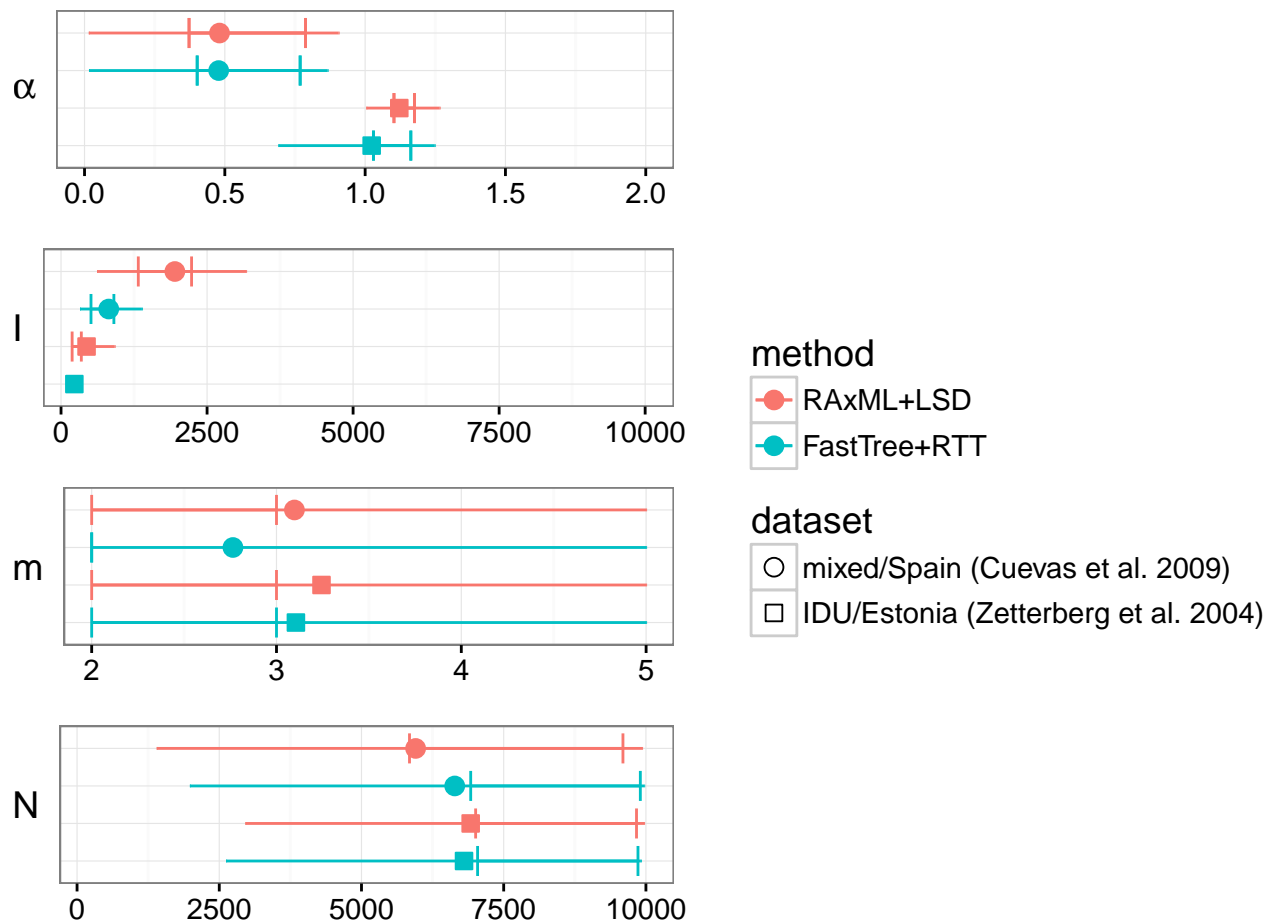 α
0.0 0.5 1.0 1.5 2.0
I
0 2500 5000 7500 10000
m
2 3 4 5
N
0 2500 5000 7500 10000
method
RAxML+LSD
FastTree+RTT
dataset
mixed/Spain (Cuevas et al. 2009)
IDU/Estonia (Zetterberg et al. 2004)